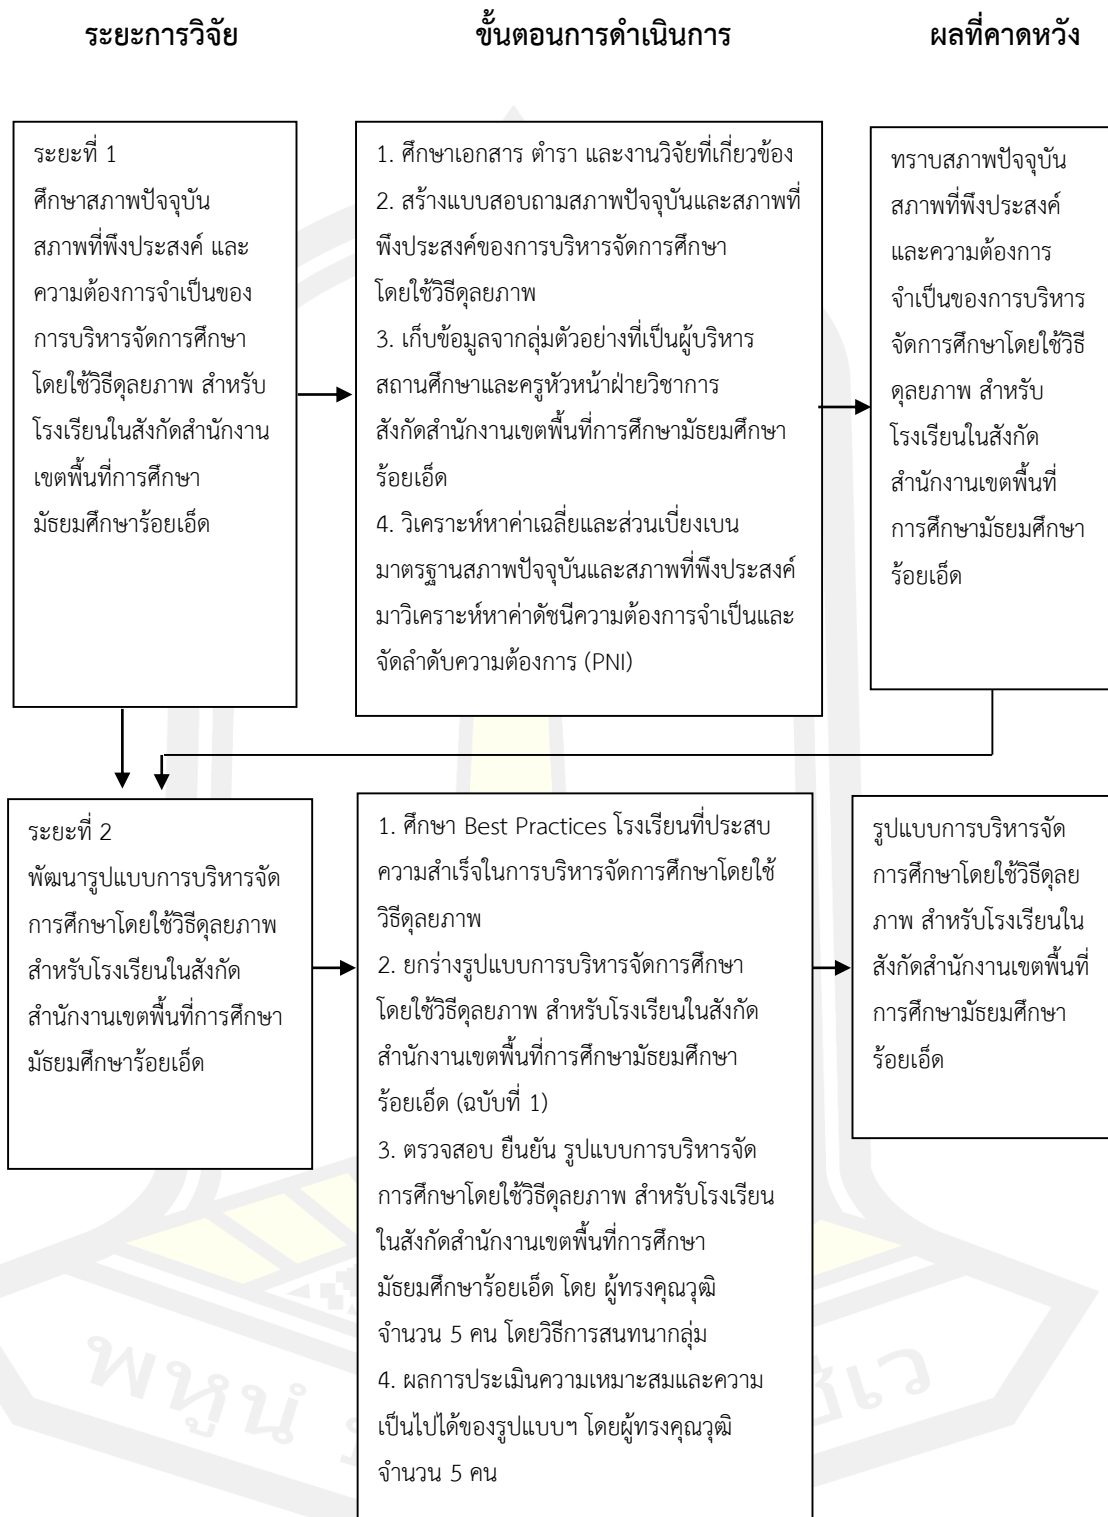 ระยะการวิจัย
ขั้นตอนการดำเนินการ
ผลที่คาดหวัง
ระยะที่ 1
ศึกษาสภาพปัจจุบัน
สภาพที่พึงประสงค์ และ
ความต้องการจำเป็นของ
การบริหารจัดการศึกษา
โดยใช้วิธีดุลยภาพ สำหรับ
โรงเรียนในสังกัดสำนักงาน
เขตพื้นที่การศึกษา
มัธยมศึกษาร้อยเอ็ด
1. ศึกษาเอกสาร ตำรา และงานวิจัยที่เกี่ยวข้อง
2. สร้างแบบสอบถามสภาพปัจจุบันและสภาพที่
พึงประสงค์ของการบริหารจัดการศึกษา
โดยใช้วิธีดุลยภาพ
3. เก็บข้อมูลจากลุ่มตัวอย่างที่เป็นผู้บริหาร
สถานศึกษาและครูหัวหน้าฝ่ายวิชาการ
สังกัดสำนักงานเขตพื้นที่การศึกษามัธยมศึกษา
ร้อยเอ็ด
4. วิเคราะห์หาค่าเฉลี่ยและส่วนเบี่ยงเบน
มาตรฐานสภาพปัจจุบันและสภาพที่พึงประสงค์
มาวิเคราะห์หาค่าดัชนีความต้องการจำเป็นและ
จัดลำดับความต้องการ (PNI)
ทราบสภาพปัจจุบัน
สภาพที่พึงประสงค์
และความต้องการ
จำเป็นของการบริหาร
จัดการศึกษาโดยใช้วิธี
ดุลยภาพ สำหรับ
โรงเรียนในสังกัด
สำนักงานเขตพื้นที่
การศึกษามัธยมศึกษา
ร้อยเอ็ด
ระยะที่ 2
พัฒนารูปแบบการบริหารจัด
การศึกษาโดยใช้วิธีดุลยภาพ
สำหรับโรงเรียนในสังกัด
สำนักงานเขตพื้นที่การศึกษา
มัธยมศึกษาร้อยเอ็ด
1. ศึกษา Best Practices โรงเรียนที่ประสบ
ความสำเร็จในการบริหารจัดการศึกษาโดยใช้
วิธีดุลยภาพ
2. ยกร่างรูปแบบการบริหารจัดการศึกษา
โดยใช้วิธีดุลยภาพ สำหรับโรงเรียนในสังกัด
สำนักงานเขตพื้นที่การศึกษามัธยมศึกษา
ร้อยเอ็ด (ฉบับที่ 1)
3. ตรวจสอบ ยืนยัน รูปแบบการบริหารจัด
การศึกษาโดยใช้วิธีดุลยภาพ สำหรับโรงเรียน
ในสังกัดสำนักงานเขตพื้นที่การศึกษา
มัธยมศึกษาร้อยเอ็ด โดย ผู้ทรงคุณวุฒิ
จำนวน 5 คน โดยวิธีการสนทนากลุ่ม
4. ผลการประเมินความเหมาะสมและความ
เป็นไปได้ของรูปแบบฯ โดยผู้ทรงคุณวุฒิ
จำนวน 5 คน
รูปแบบการบริหารจัด
การศึกษาโดยใช้วิธีดุลย
ภาพ สำหรับโรงเรียนใน
สังกัดสำนักงานเขตพื้นที่
การศึกษามัธยมศึกษา
ร้อยเอ็ด
พหูนํ